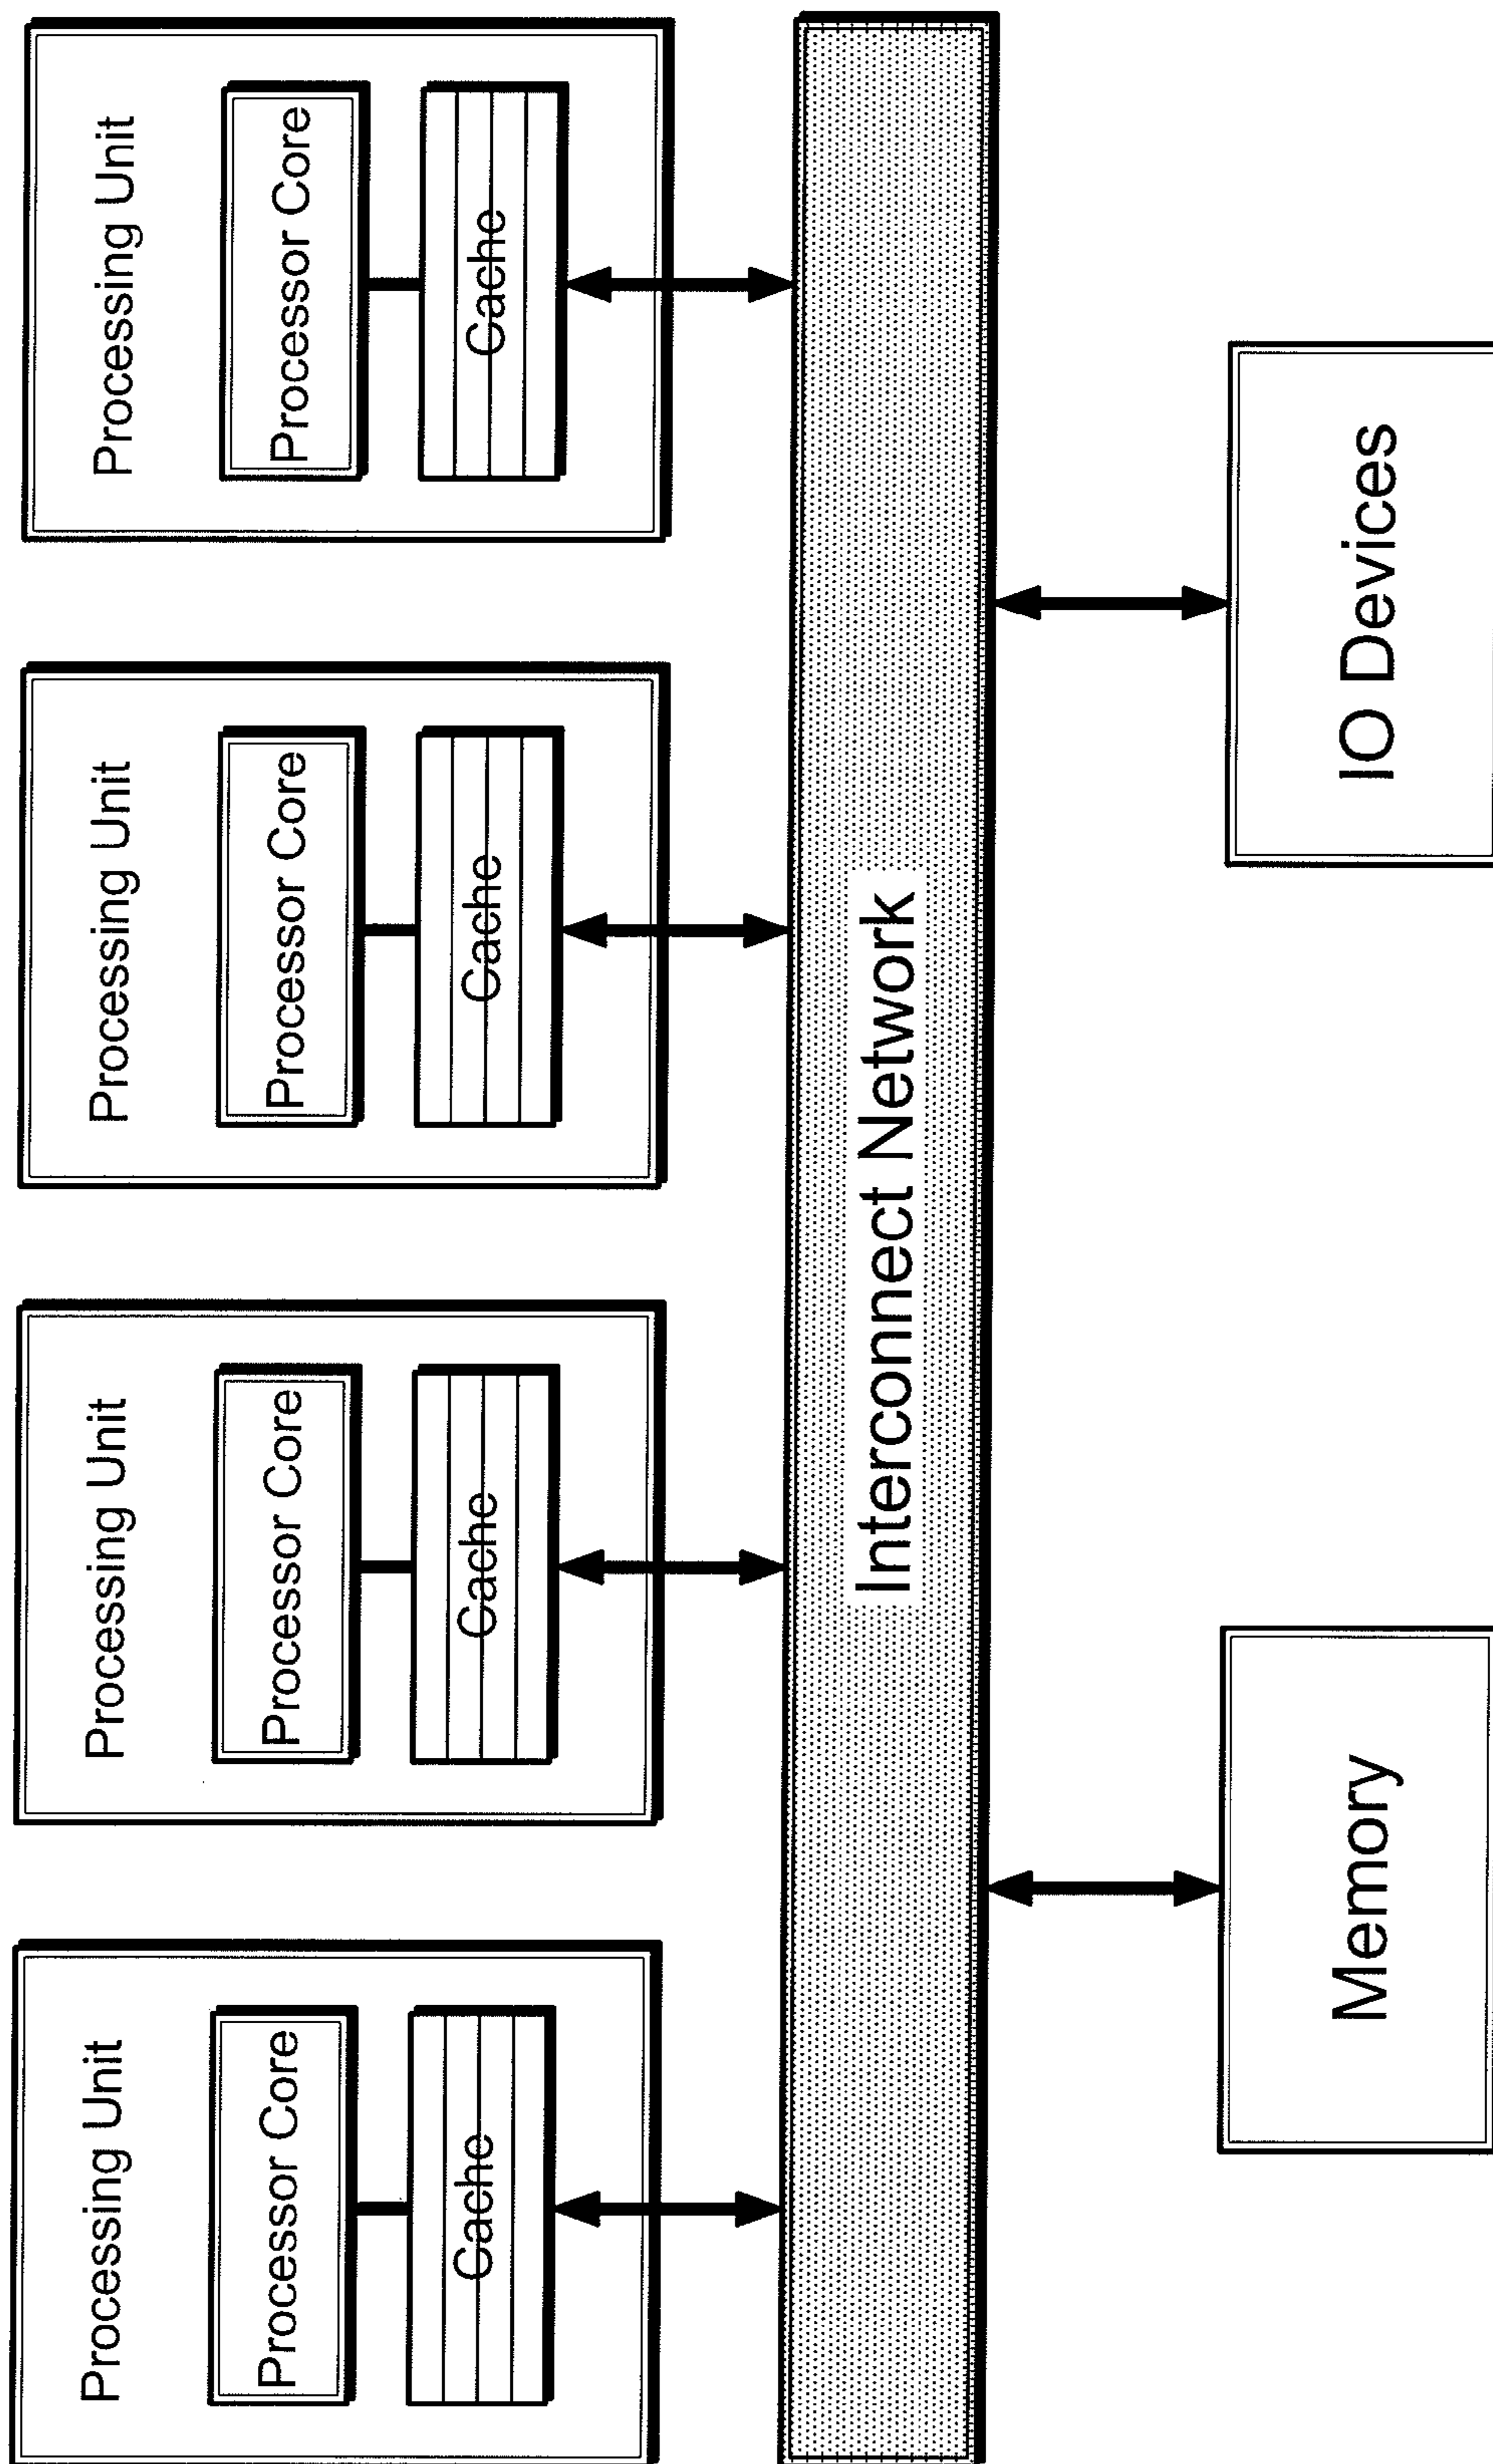 Processing Unit
Processor Core
Cache
Processing Unit
Processor Core
Cache
Processing Unit
Processor Core
Cache
Processing Unit
Processor Core
Cache
Interconnect Network
Memory
IO Devices